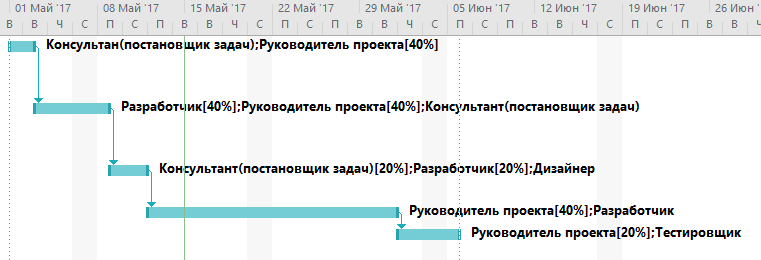 01 Май '17 08 Май '17 15 Май '17 22 Май '17 29 Май '17 05 Июн '17 12 Июн '17 19 Июн '17 26 Июн '17
В В Ч С П П В В Ч С П П В В Ч С П П В В Ч С П П В В Ч
Консультан(постановщик задач);Руководитель проекта[40%]
Разработчик[40%];Руководитель проекта[40%];Консультант(постановщик задач)
Консультант(постановщик задач)[20%];Разработчик[20%];Дизайнер
Руководитель проекта[40%];Разработчик
Руководитель проекта[20%];Тестировщик